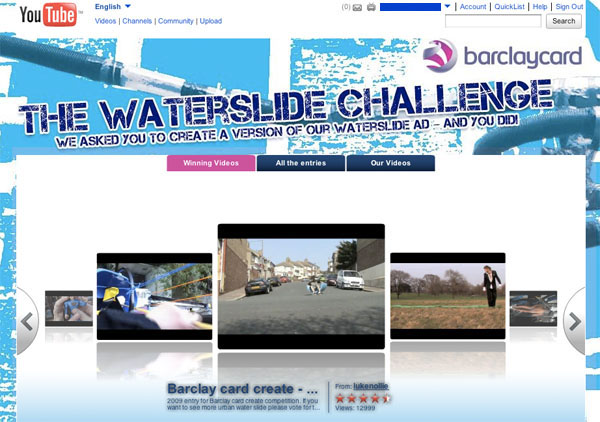 YouTube™
English
(0) | Account | QuickList | Help | Sign Out
Videos | Channels | Community | Upload
Search
barclaycard
THE WATERSLIDE CHALLENGE
WE ASKED YOU TO CREATE A VERSION OF OUR WATERSLIDE AD - AND YOU DID!
Winning Videos All the entries Our Videos
Barclay card create - ...
2009 entry for Barclay card create competition. If you
want to see more urban water slide please vote for t...
From: lukenollie
Views: 12999